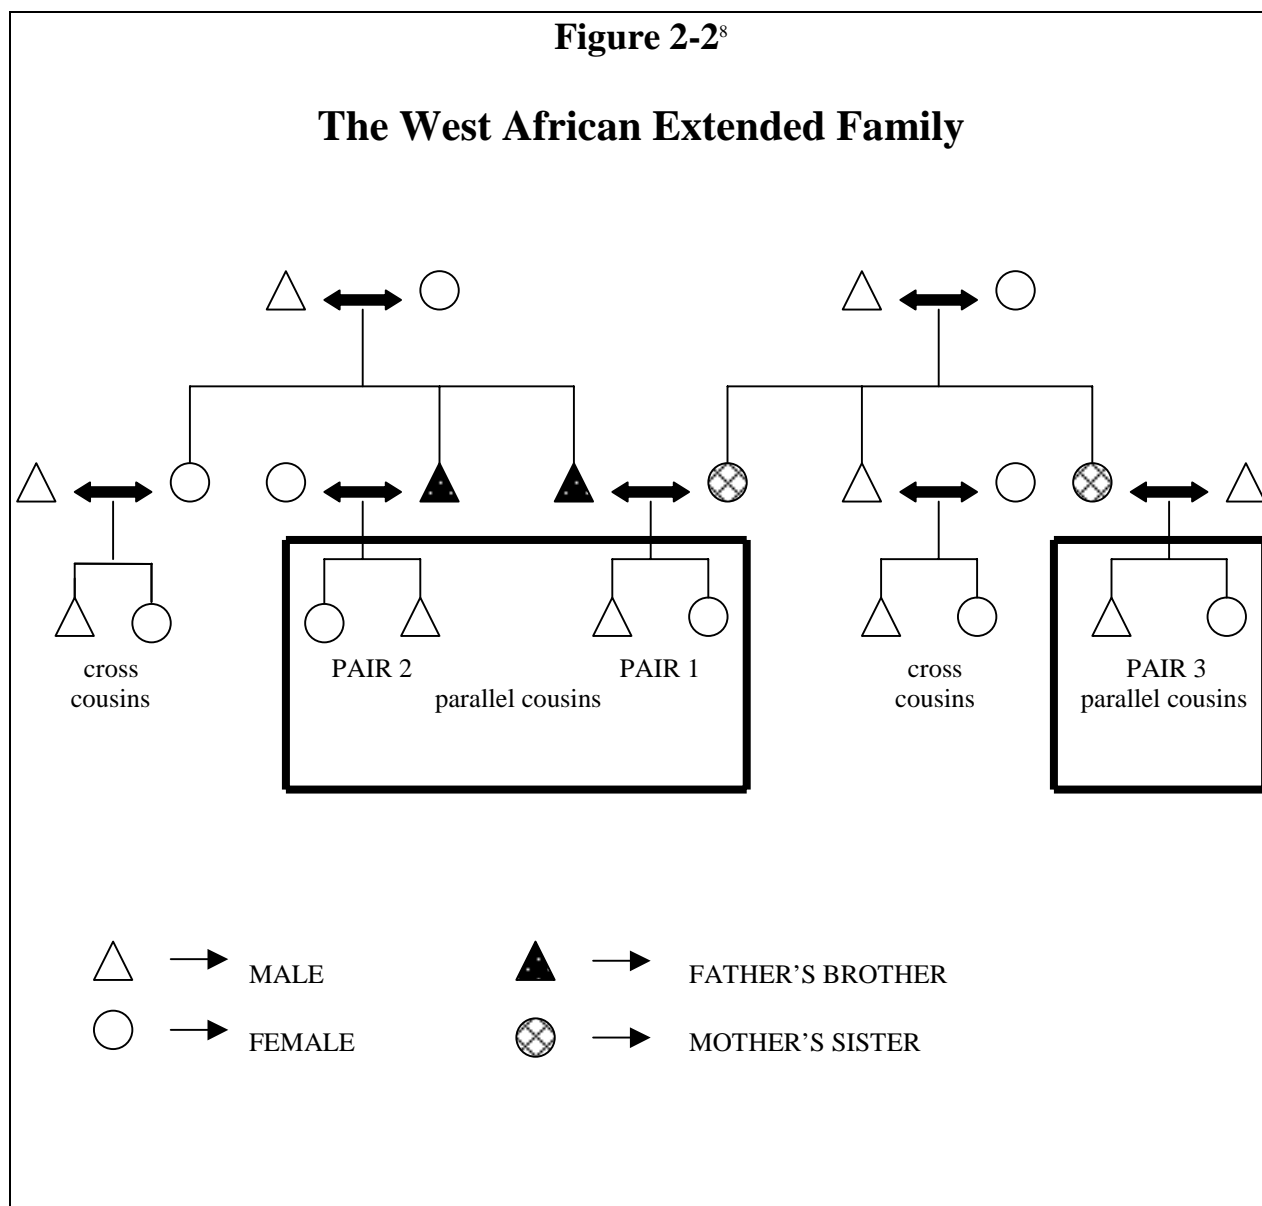 Figure 2-2⁸
The West African Extended Family
cross
cousins
PAIR 2
PAIR 1
parallel cousins
cross
cousins
PAIR 3
parallel cousins
MALE
FATHER'S BROTHER
FEMALE
MOTHER'S SISTER